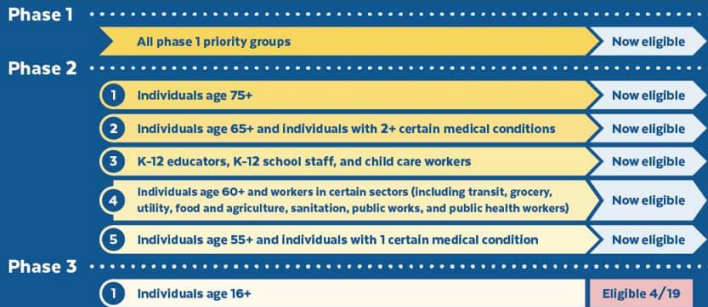 Phase 1
All phase 1 priority groups
Now eligible
Phase 2
1 Individuals age 75+
Now eligible
2 Individuals age 65+ and individuals with 2+ certain medical conditions
Now eligible
3 K-12 educators, K-12 school staff, and child care workers
Now eligible
4 Individuals age 60+ and workers in certain sectors (including transit, grocery,
utility, food and agriculture, sanitation, public works, and public health workers)
Now eligible
5 Individuals age 55+ and individuals with 1 certain medical condition
Now eligible
Phase 3
1 Individuals age 16+
Eligible 4/19